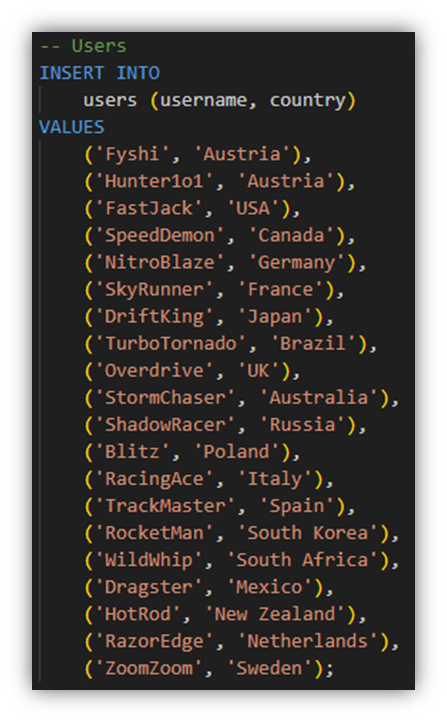 -- Users
INSERT INTO
    users (username, country)
VALUES
    ('Fyshi', 'Austria'),
    ('Hunter1o1', 'Austria'),
    ('FastJack', 'USA'),
    ('SpeedDemon', 'Canada'),
    ('NitroBlaze', 'Germany'),
    ('SkyRunner', 'France'),
    ('DriftKing', 'Japan'),
    ('TurboTornado', 'Brazil'),
    ('Overdrive', 'UK'),
    ('StormChaser', 'Australia'),
    ('ShadowRacer', 'Russia'),
    ('Blitz', 'Poland'),
    ('RacingAce', 'Italy'),
    ('TrackMaster', 'Spain'),
    ('RocketMan', 'South Korea'),
    ('WildWhip', 'South Africa'),
    ('Dragster', 'Mexico'),
    ('HotRod', 'New Zealand'),
    ('RazorEdge', 'Netherlands'),
    ('ZoomZoom', 'Sweden');